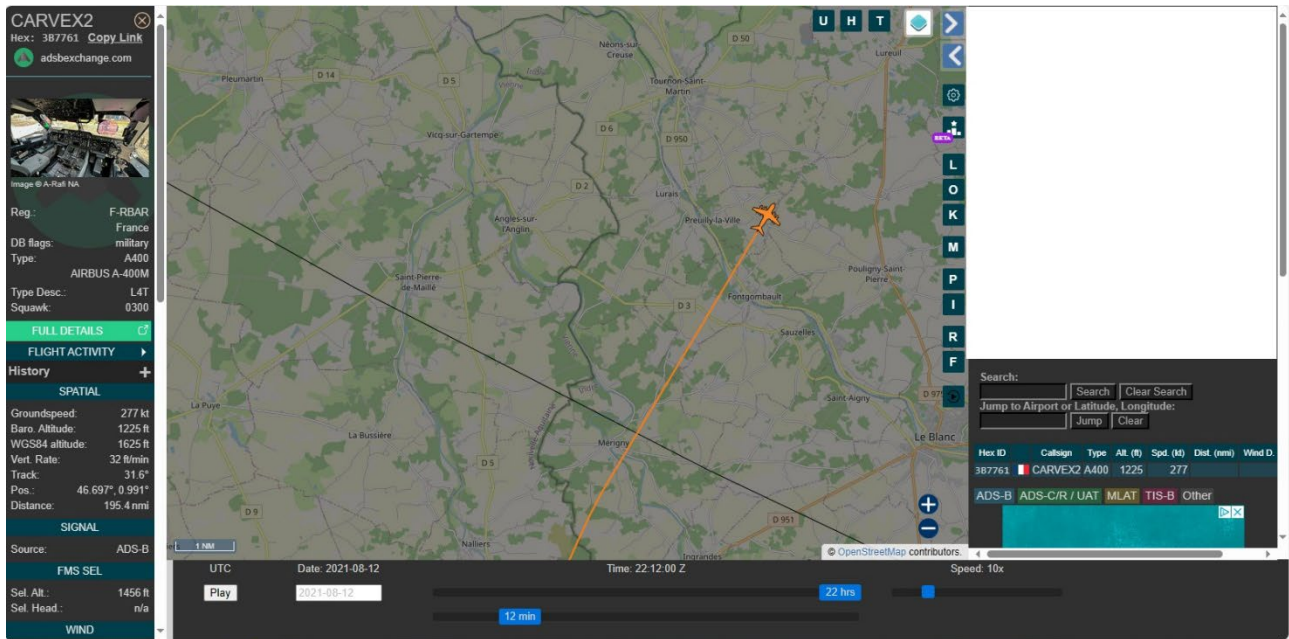 CARVEX2
Hex: 3B7761 Copy Link
adsbexchange.com
Image © A-Rafi NA
Reg.: F-RBAR
France
DB flags: military
Type: A400
AIRBUS A-400M
Type Desc.: L4T
Squawk: 0300
FULL DETAILS
FLIGHT ACTIVITY
History +
SPATIAL
Groundspeed: 277 kt
Baro. Altitude: 1225 ft
WGS84 altitude: 1625 ft
Vert. Rate: 32 ft/min
Track: 31.6°
Pos.: 46.697°, 0.991°
Distance: 195.4 nmi
SIGNAL
Source: ADS-B
FMS SEL
Sel. Alt.: 1456 ft
Sel. Head.: n/a
WIND
U H T
BETA
L
O
K
M
P
I
R
F
Pleumartin
D 14
D 5
Néons-sur-
Creuse
D 50
Lureuil
Tournon-Saint-
Martin
Vicq-sur-Gartempe
D 6
D 950
D 2
Lurais
Angles-sur-
l'Anglin
Preuilly-la-Ville
Saint-Pierre-
de-Maillé
Pouligny-Saint-
Pierre
Fontgombault
D 3
Sauzelles
La Puye
La Bussière
Saint-Aigny
D 975
Mérigny
Le Blanc
D 5
D 9
Nalliers
D 951
Ingrandes
1 NM
© OpenStreetMap contributors.
UTC Date: 2021-08-12 Time: 22:12:00 Z Speed: 10x
Play 2021-08-12 22 hrs
12 min
Search:
Search Clear Search
Jump to Airport or Latitude, Longitude:
Jump Clear
Hex ID Callsign Type Alt. (ft) Spd. (kt) Dist. (nmi) Wind D.
3B7761 CARVEX2 A400 1225 277
ADS-B ADS-C/R / UAT MLAT TIS-B Other